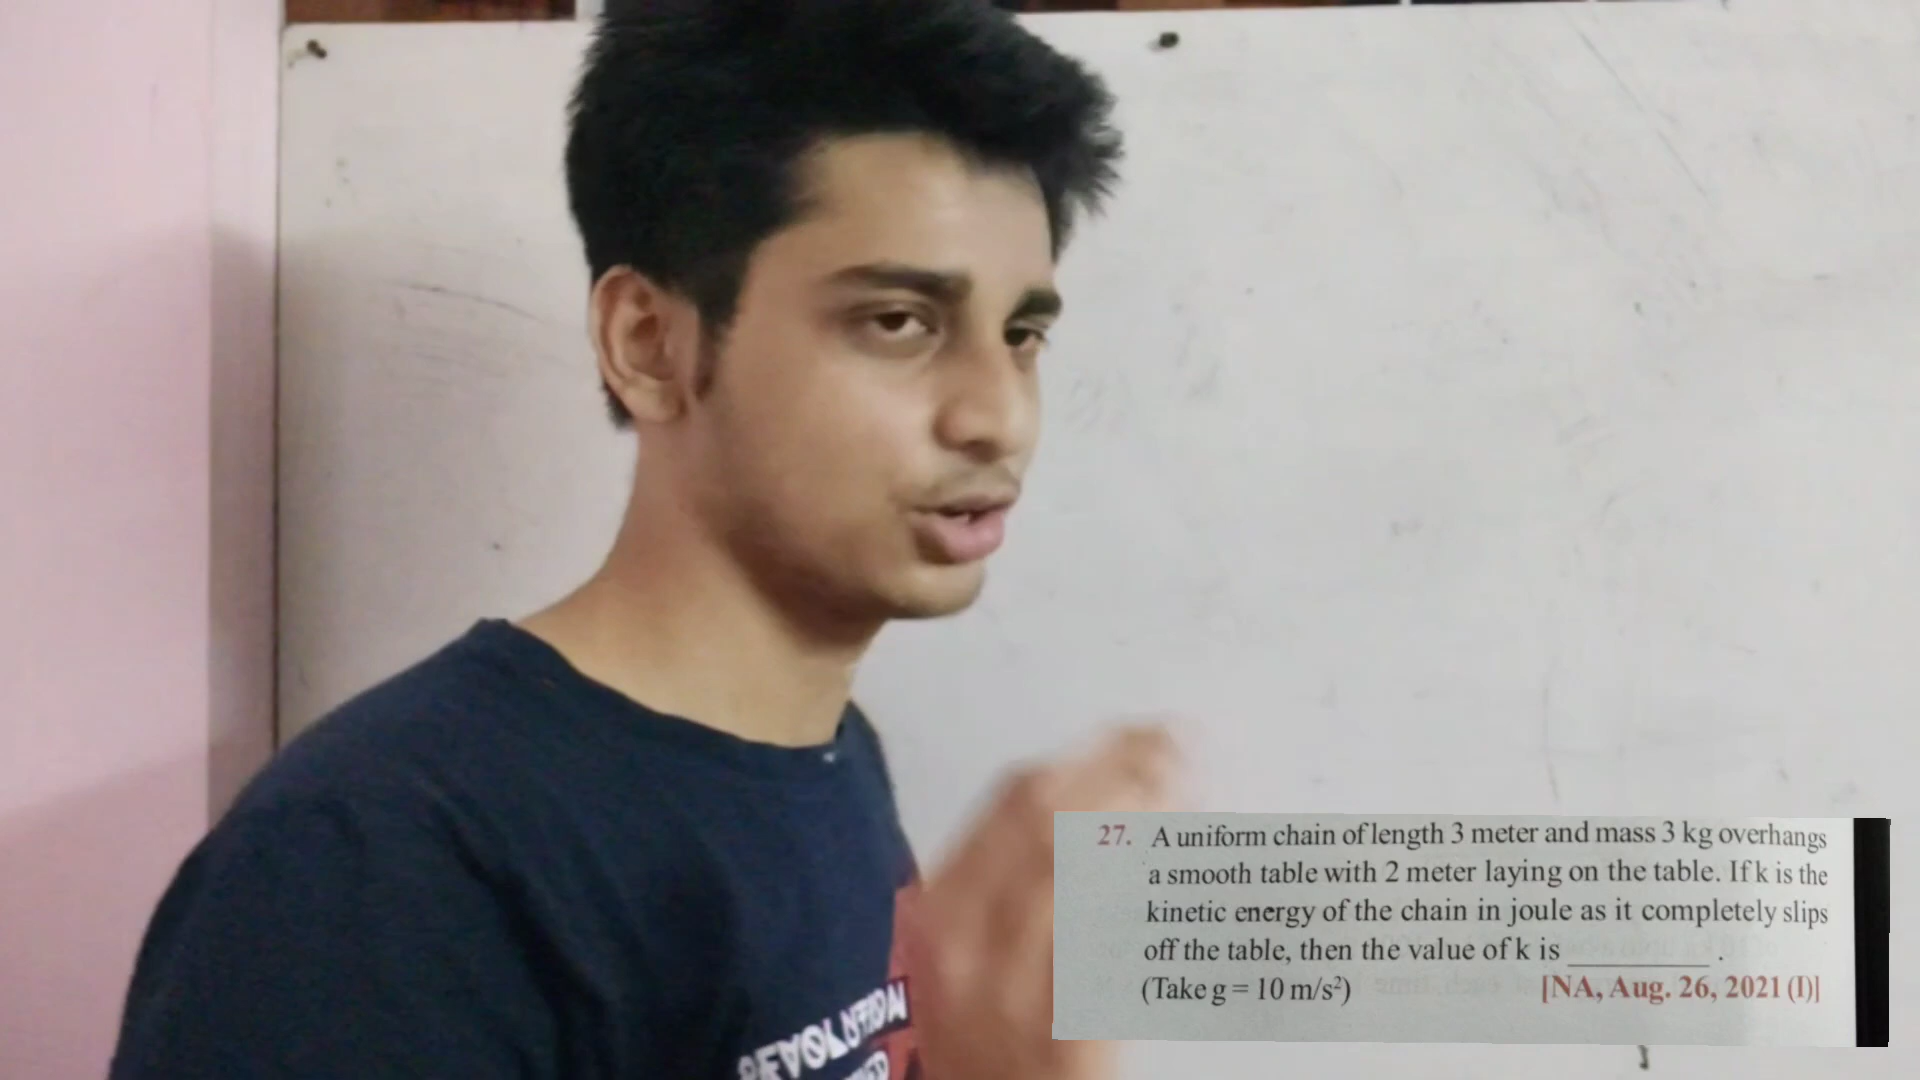 27. A uniform chain of length 3 meter and mass 3 kg overhangs
a smooth table with 2 meter laying on the table. If k is the
kinetic energy of the chain in joule as it completely slips
off the table, then the value of k is __________ .
(Take g = 10 m/s²) [NA, Aug. 26, 2021 (I)]